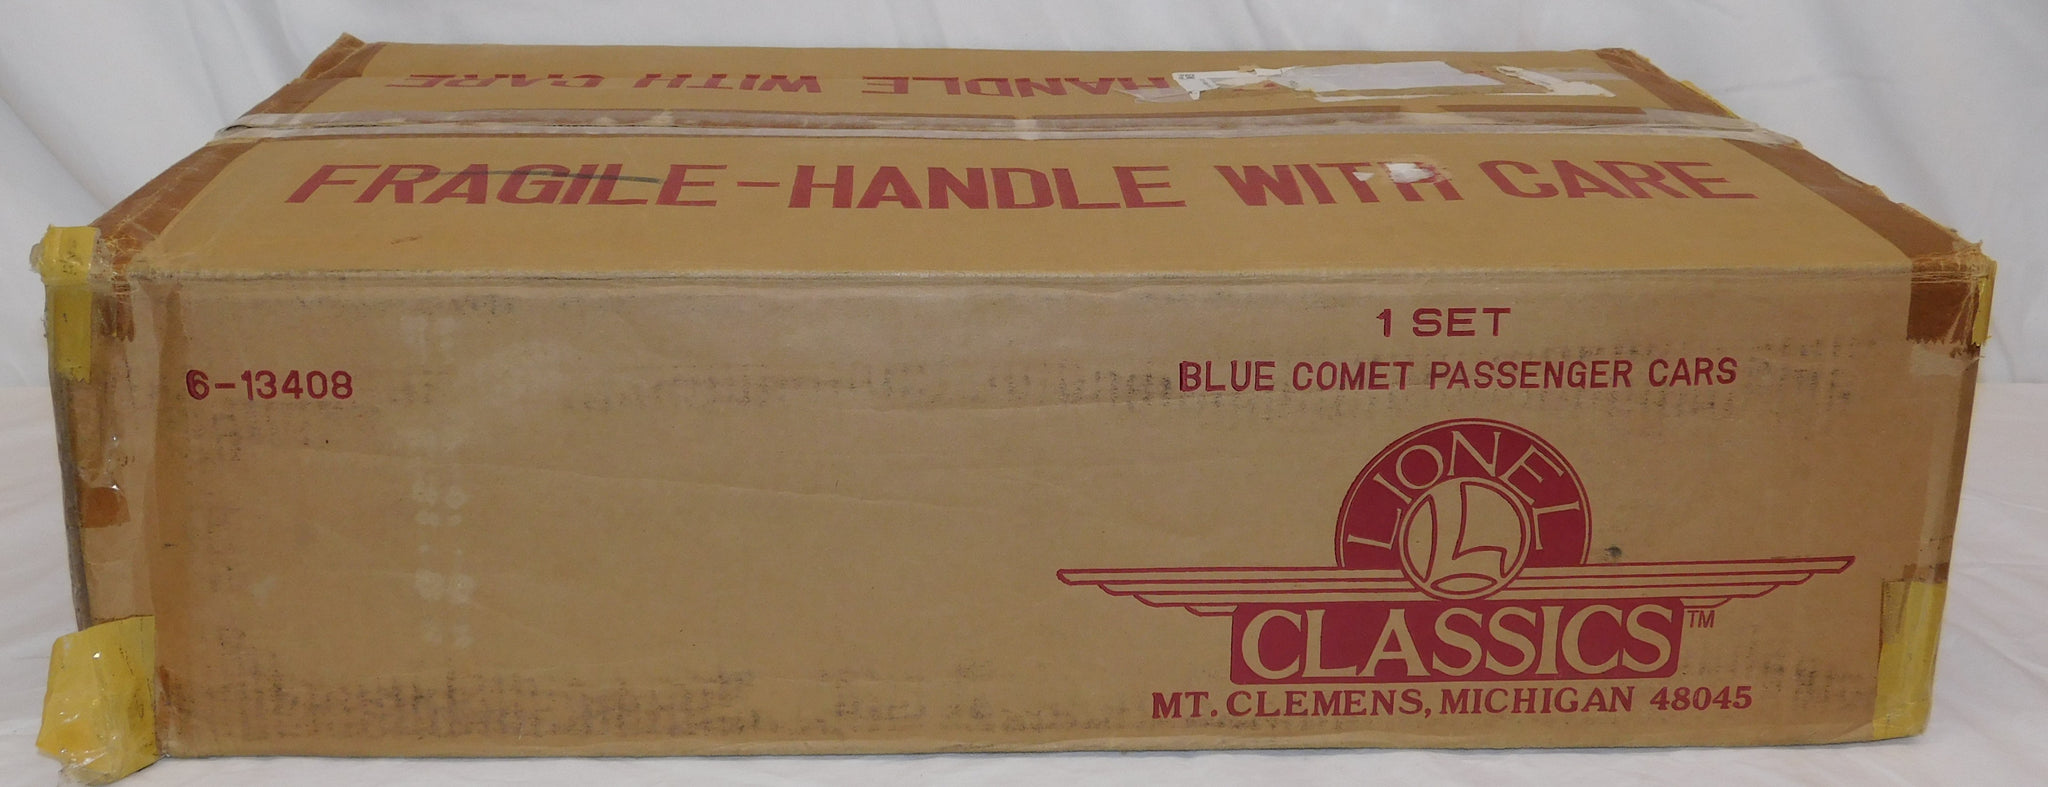 HANDLE WITH CARE
FRAGILE-HANDLE WITH CARE
1 SET
6-13408
BLUE COMET PASSENGER CARS
LIONEL
L
CLASSICS™
MT. CLEMENS, MICHIGAN 48045